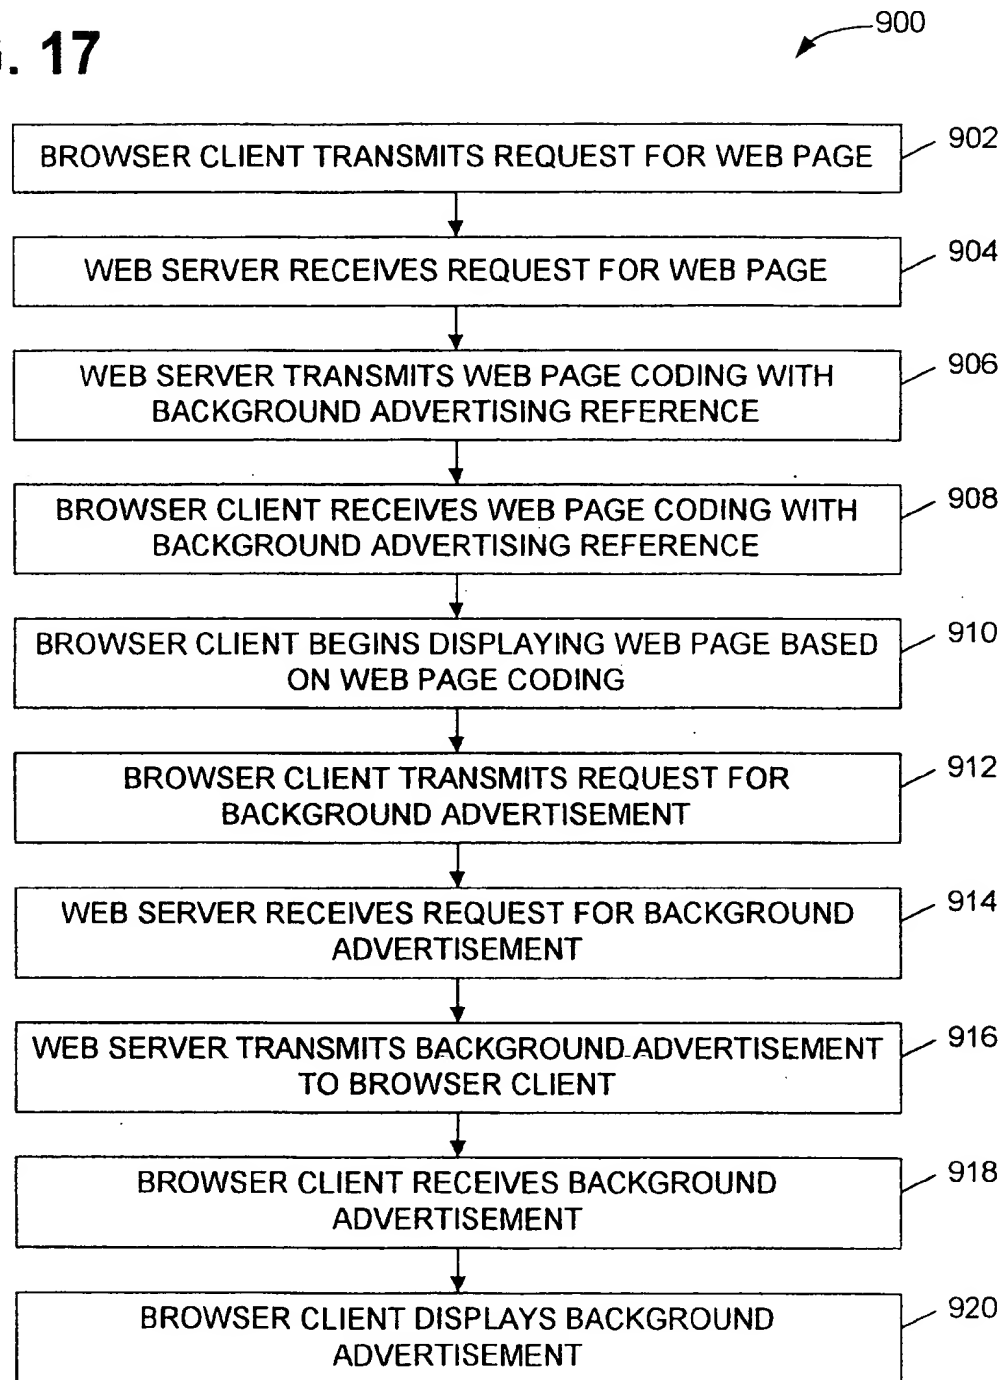 . 17
900
BROWSER CLIENT TRANSMITS REQUEST FOR WEB PAGE
902
WEB SERVER RECEIVES REQUEST FOR WEB PAGE
904
WEB SERVER TRANSMITS WEB PAGE CODING WITH
BACKGROUND ADVERTISING REFERENCE
906
BROWSER CLIENT RECEIVES WEB PAGE CODING WITH
BACKGROUND ADVERTISING REFERENCE
908
BROWSER CLIENT BEGINS DISPLAYING WEB PAGE BASED
ON WEB PAGE CODING
910
BROWSER CLIENT TRANSMITS REQUEST FOR
BACKGROUND ADVERTISEMENT
912
WEB SERVER RECEIVES REQUEST FOR BACKGROUND
ADVERTISEMENT
914
WEB SERVER TRANSMITS BACKGROUND ADVERTISEMENT
TO BROWSER CLIENT
916
BROWSER CLIENT RECEIVES BACKGROUND
ADVERTISEMENT
918
BROWSER CLIENT DISPLAYS BACKGROUND
ADVERTISEMENT
920